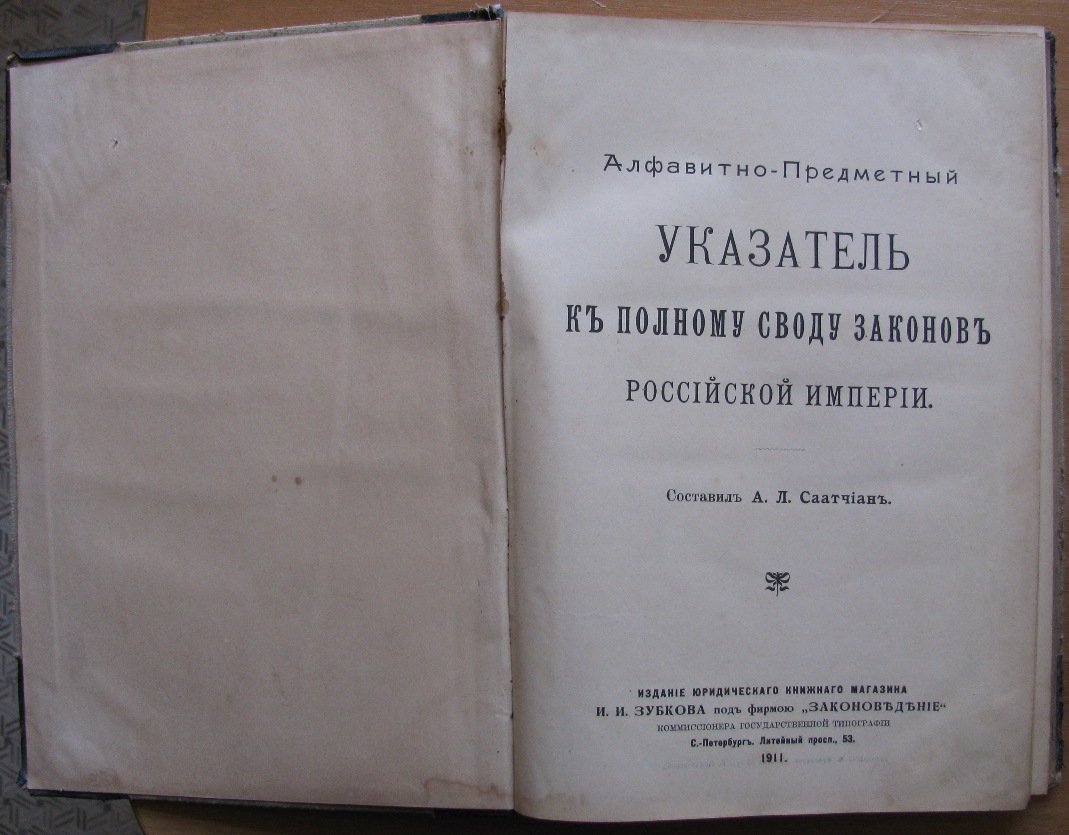 Алфавитно-Предметный
УКАЗАТЕЛЬ
КЪ ПОЛНОМУ СВОДУ ЗАКОНОВЪ
РОССІЙСКОЙ ИМПЕРІИ.
Составилъ А. Л. Саатчіанъ.
ИЗДАНІЕ ЮРИДИЧЕСКАГО КНИЖНАГО МАГАЗИНА
И. И. ЗУБКОВА подъ фирмою „ЗАКОНОВѢДѢНІЕ“
КОММИССІОНЕРА ГОСУДАРСТВЕННОЙ ТИПОГРАФІИ
С.-Петербургъ. Литейный просп., 53.
1911.